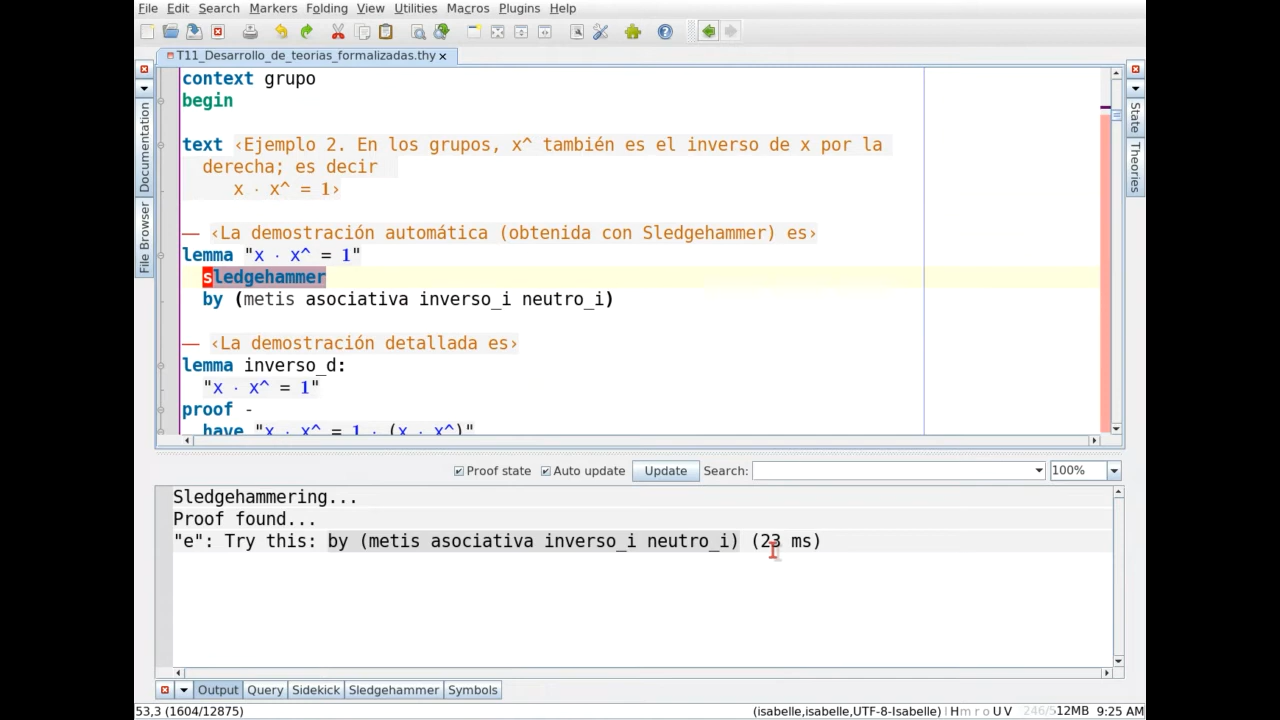 File Edit Search Markers Folding View Utilities Macros Plugins Help
T11_Desarrollo_de_teorias_formalizadas.thy
Documentation
File Browser
State
Theories
context grupo
begin
text ‹Ejemplo 2. En los grupos, x^ también es el inverso de x por la
derecha; es decir
x · x^ = 1›
— ‹La demostración automática (obtenida con Sledgehammer) es›
lemma "x · x^ = 1"
sledgehammer
by (metis asociativa inverso_i neutro_i)
— ‹La demostración detallada es›
lemma inverso_d:
"x · x^ = 1"
proof -
have "x · x^ = 1 · (x · x^)"
Proof state Auto update Update Search: 100%
Sledgehammering...
Proof found...
"e": Try this: by (metis asociativa inverso_i neutro_i) (23 ms)
Output Query Sidekick Sledgehammer Symbols
53,3 (1604/12875) (isabelle,isabelle,UTF-8-Isabelle) H m r o U V 12MB 9:25 AM